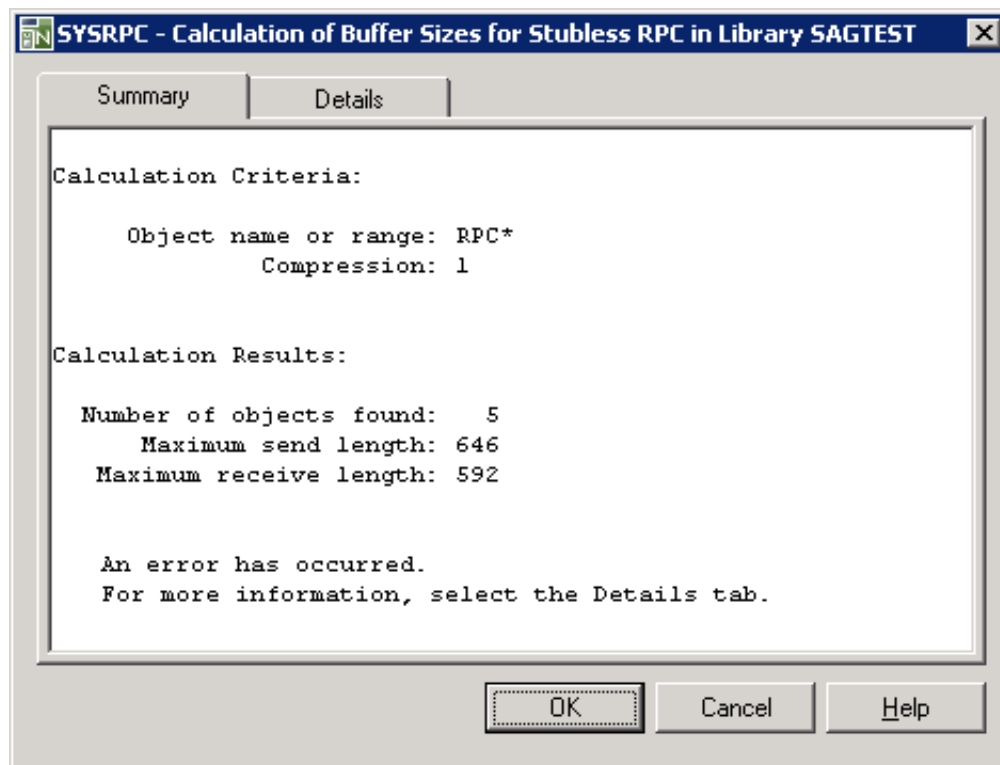 SYSRPC - Calculation of Buffer Sizes for Stubless RPC in Library SAGTEST
Summary
Details
Calculation Criteria:
Object name or range: RPC*
Compression: 1
Calculation Results:
Number of objects found: 5
Maximum send length: 646
Maximum receive length: 592
An error has occurred.
For more information, select the Details tab.
OK
Cancel
Help